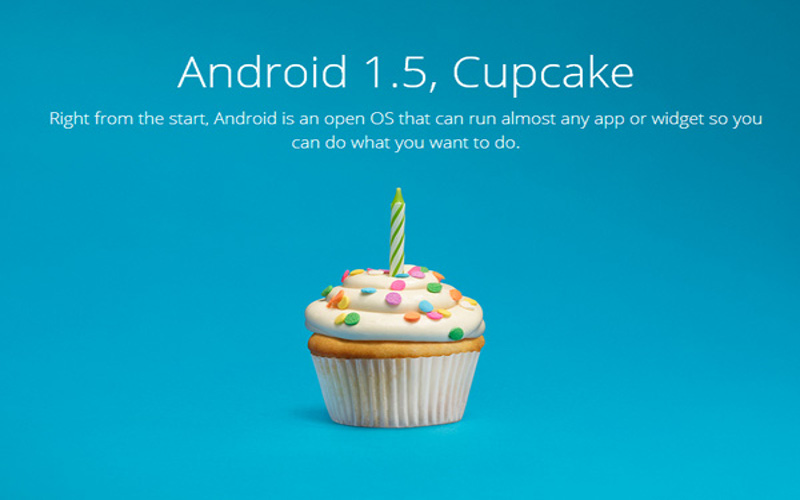 Android 1.5, Cupcake
Right from the start, Android is an open OS that can run almost any app or widget so you
can do what you want to do.